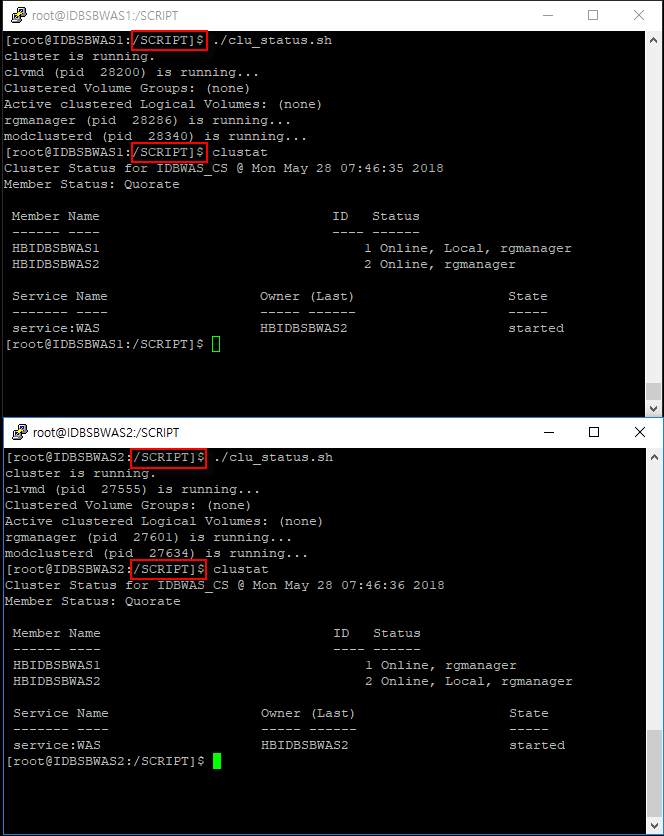 root@IDBSBWAS1:/SCRIPT
[root@IDBSBWAS1:/SCRIPT]$ ./clu_status.sh
cluster is running.
clvmd (pid  28200) is running...
Clustered Volume Groups: (none)
Active clustered Logical Volumes: (none)
rgmanager (pid  28286) is running...
modclusterd (pid  28340) is running...
[root@IDBSBWAS1:/SCRIPT]$ clustat
Cluster Status for IDBWAS_CS @ Mon May 28 07:46:35 2018
Member Status: Quorate
Member Name                             ID   Status
------ ----                             ---- ------
HBIDBSBWAS1                                 1 Online, Local, rgmanager
HBIDBSBWAS2                                 2 Online, rgmanager
Service Name                   Owner (Last)                   State
------- ----                   ----- ------                   -----
service:WAS                    HBIDBSBWAS2                    started
[root@IDBSBWAS1:/SCRIPT]$
root@IDBSBWAS2:/SCRIPT
[root@IDBSBWAS2:/SCRIPT]$ ./clu_status.sh
cluster is running.
clvmd (pid  27555) is running...
Clustered Volume Groups: (none)
Active clustered Logical Volumes: (none)
rgmanager (pid  27601) is running...
modclusterd (pid  27634) is running...
[root@IDBSBWAS2:/SCRIPT]$ clustat
Cluster Status for IDBWAS_CS @ Mon May 28 07:46:36 2018
Member Status: Quorate
Member Name                             ID   Status
------ ----                             ---- ------
HBIDBSBWAS1                                 1 Online, rgmanager
HBIDBSBWAS2                                 2 Online, Local, rgmanager
Service Name                   Owner (Last)                   State
------- ----                   ----- ------                   -----
service:WAS                    HBIDBSBWAS2                    started
[root@IDBSBWAS2:/SCRIPT]$